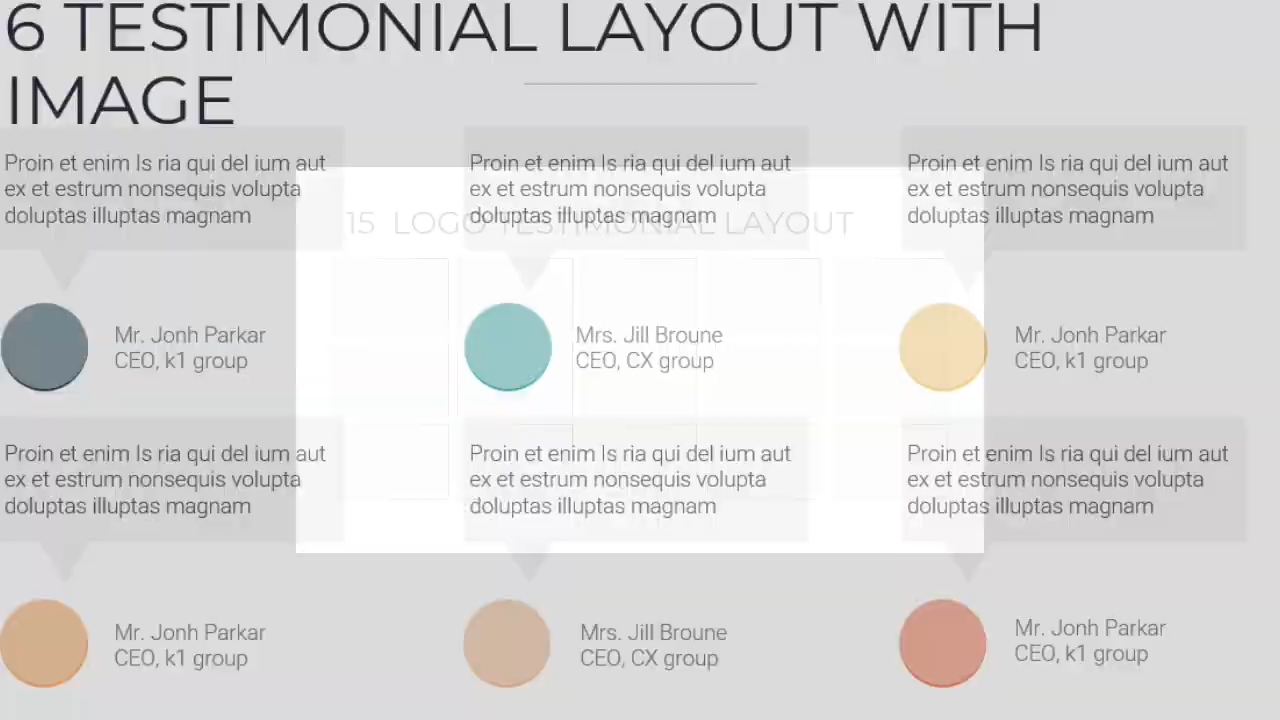 6 TESTIMONIAL LAYOUT WITH
IMAGE
Proin et enim Is ria qui del ium aut
ex et estrum nonsequis volupta
doluptas illuptas magnam
Proin et enim Is ria qui del ium aut
ex et estrum nonsequis volupta
doluptas illuptas magnam
Proin et enim Is ria qui del ium aut
ex et estrum nonsequis volupta
doluptas illuptas magnam
15 LOGO TESTIMONIAL LAYOUT
Mr. Jonh Parkar
CEO, k1 group
Mrs. Jill Broune
CEO, CX group
Mr. Jonh Parkar
CEO, k1 group
Proin et enim Is ria qui del ium aut
ex et estrum nonsequis volupta
doluptas illuptas magnam
Proin et enim Is ria qui del ium aut
ex et estrum nonsequis volupta
doluptas illuptas magnam
Proin et enim Is ria qui del ium aut
ex et estrum nonsequis volupta
doluptas illuptas magnam
Mr. Jonh Parkar
CEO, k1 group
Mrs. Jill Broune
CEO, CX group
Mr. Jonh Parkar
CEO, k1 group